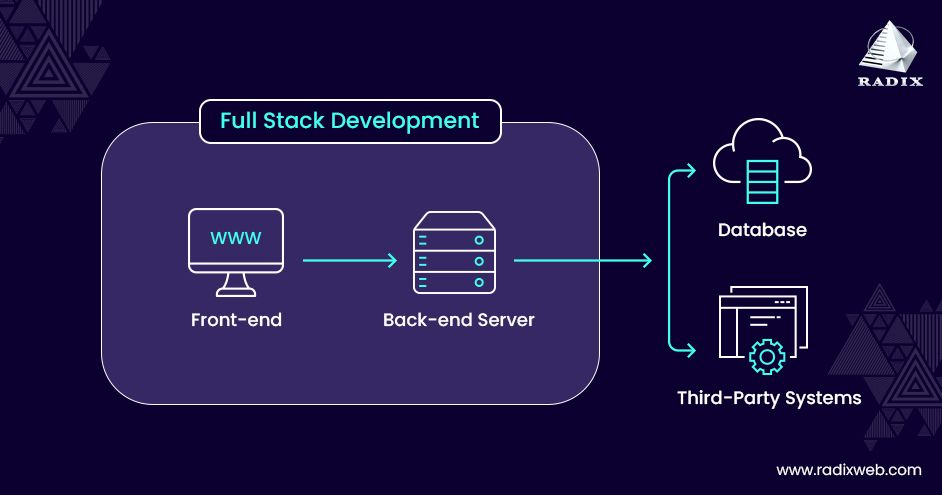 RADIX
Full Stack Development
WWW
Front-end
Back-end Server
Database
Third-Party Systems
www.radixweb.com